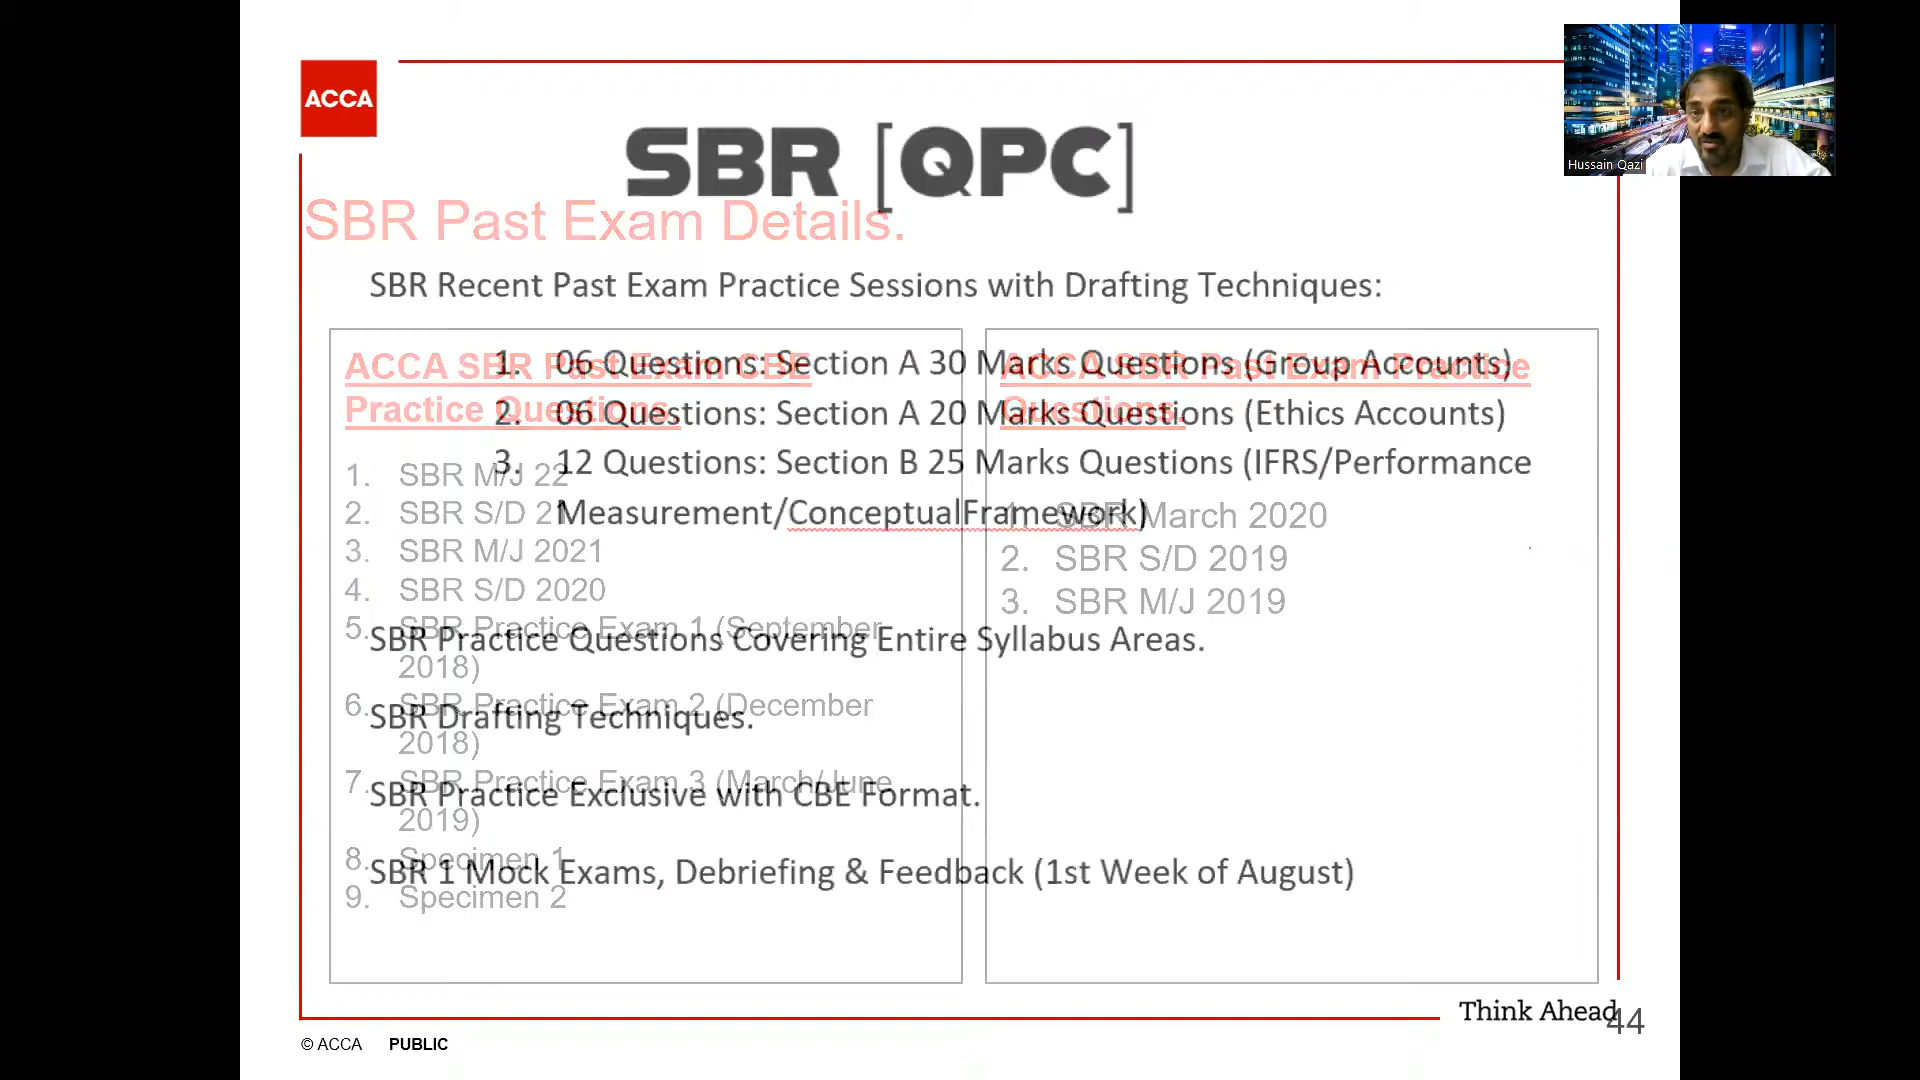 ACCA
SBR [QPC]
SBR Past Exam Details.
SBR Recent Past Exam Practice Sessions with Drafting Techniques:
1. 06 Questions: Section A 30 Marks Questions (Group Accounts)
2. 06 Questions: Section A 20 Marks Questions (Ethics Accounts)
3. 12 Questions: Section B 25 Marks Questions (IFRS/Performance
Measurement/ConceptualFramework)
SBR Practice Questions Covering Entire Syllabus Areas.
SBR Drafting Techniques.
SBR Practice Exclusive with CBE Format.
SBR 1 Mock Exams, Debriefing & Feedback (1st Week of August)
ACCA SBR Past Exam CBE
Practice Questions.
1. SBR M/J 22
2. SBR S/D 21
3. SBR M/J 2021
4. SBR S/D 2020
5. SBR Practice Exam 1 (September
2018)
6. SBR Practice Exam 2 (December
2018)
7. SBR Practice Exam 3 (March/June
2019)
8. Specimen 1
9. Specimen 2
ACCA SBR Past Exam Practice
Questions.
1. SBR March 2020
2. SBR S/D 2019
3. SBR M/J 2019
Think Ahead
44
© ACCA PUBLIC
Hussain Qazi